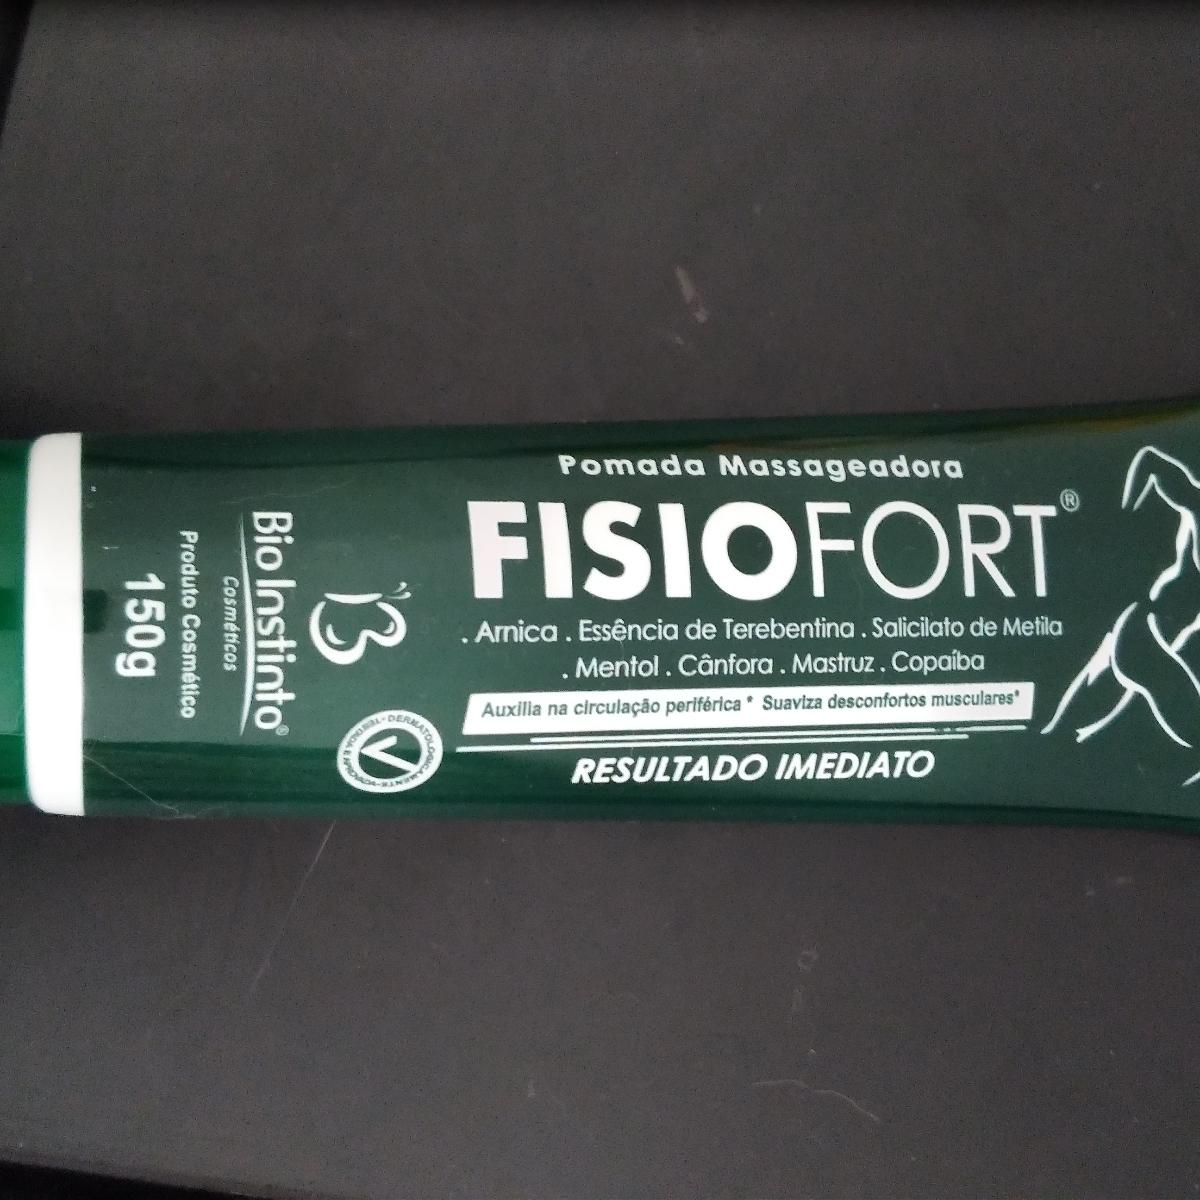 Pomada Massageadora
FISIOFORT®
. Arnica . Essência de Terebentina . Salicilato de Metila
. Mentol . Cânfora . Mastruz . Copaíba
Auxilia na circulação periférica * Suaviza desconfortos musculares*
RESULTADO IMEDIATO
Bio Instinto®
Cosméticos
Produto Cosmético
150g
DERMATOLOGICAMENTE